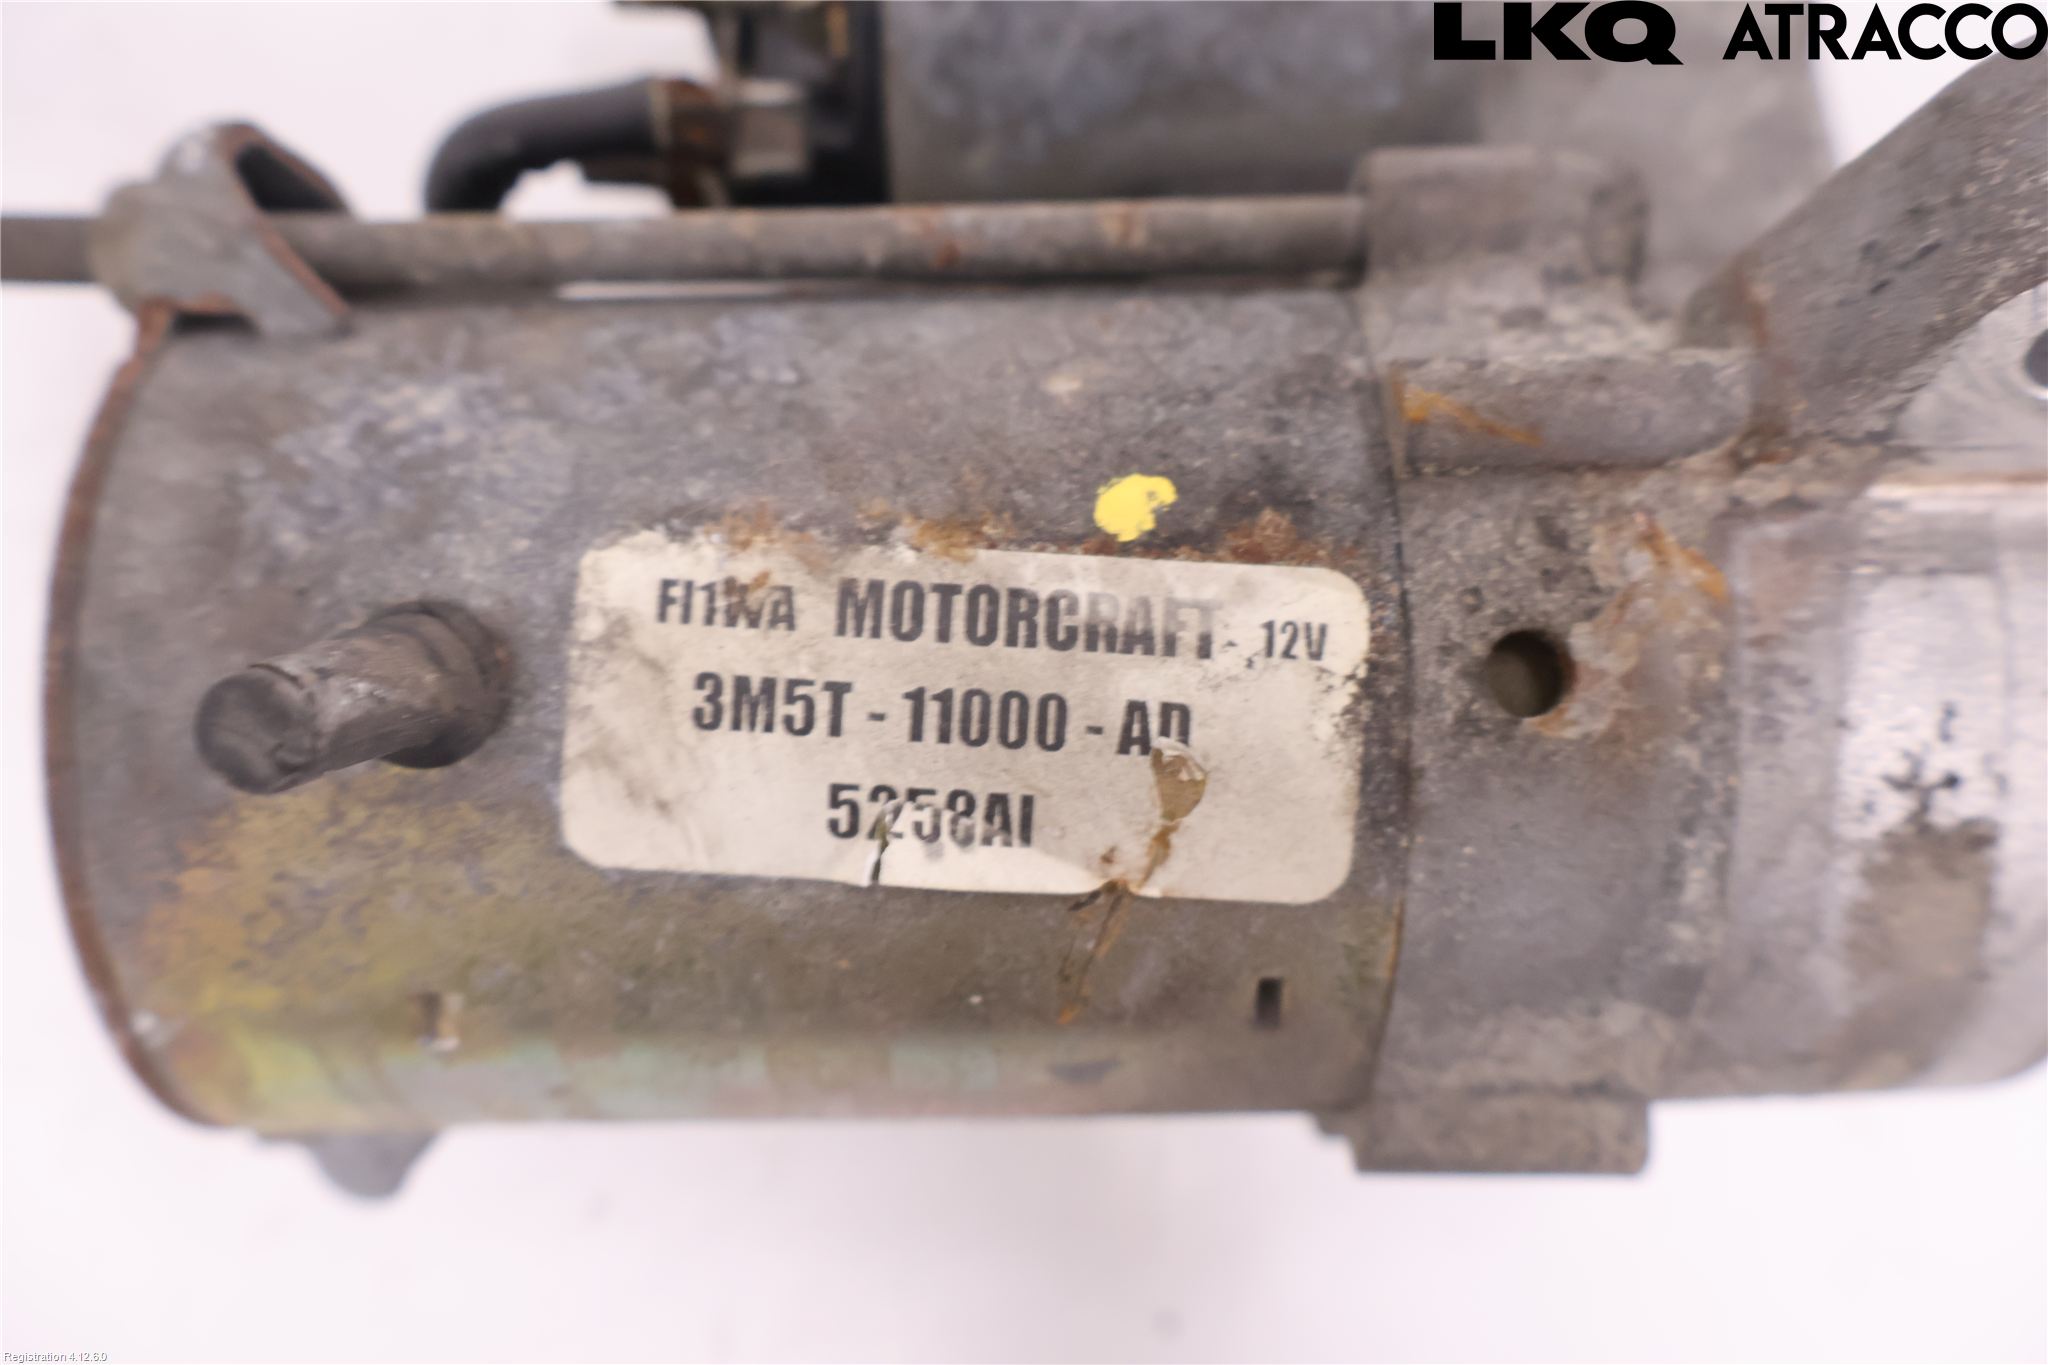 LKQ ATRACCO
FI1WA MOTORCRAFT 12V
3M5T - 11000 - AD
5258AI
Registration 4.12.6.0